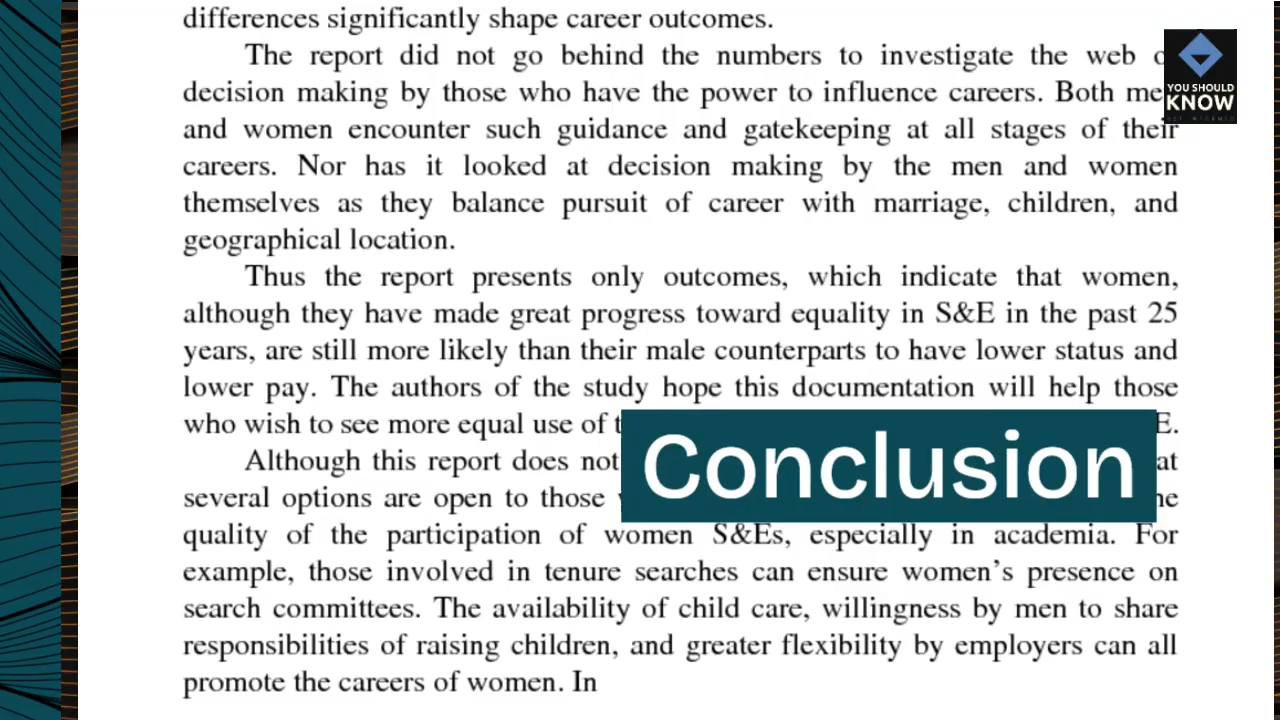 differences significantly shape career outcomes.
The report did not go behind the numbers to investigate the web
decision making by those who have the power to influence careers. Both
and women encounter such guidance and gatekeeping at all stages of their
careers. Nor has it looked at decision making by the men and women
themselves as they balance pursuit of career with marriage, children, and
geographical location.
Thus the report presents only outcomes, which indicate that women,
although they have made great progress toward equality in S&E in the past 25
years, are still more likely than their male counterparts to have lower status and
lower pay. The authors of the study hope this documentation will help those
who wish to see more equal use of
Although this report does not
several options are open to those
quality of the participation of women S&Es, especially in academia. For
example, those involved in tenure searches can ensure women's presence on
search committees. The availability of child care, willingness by men to share
responsibilities of raising children, and greater flexibility by employers can all
promote the careers of women. In
Conclusion
YOU SHOULD
KNOW